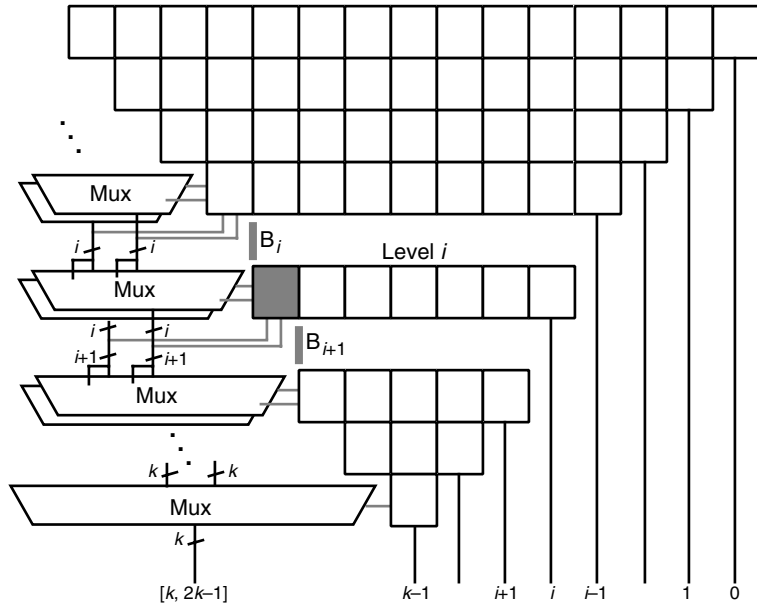 Mux
i
i
B_i
Level i
Mux
i
i
B_{i+1}
i+1
i+1
Mux
k
k
Mux
k
[k, 2k–1]
k–1
i+1
i
i–1
1
0